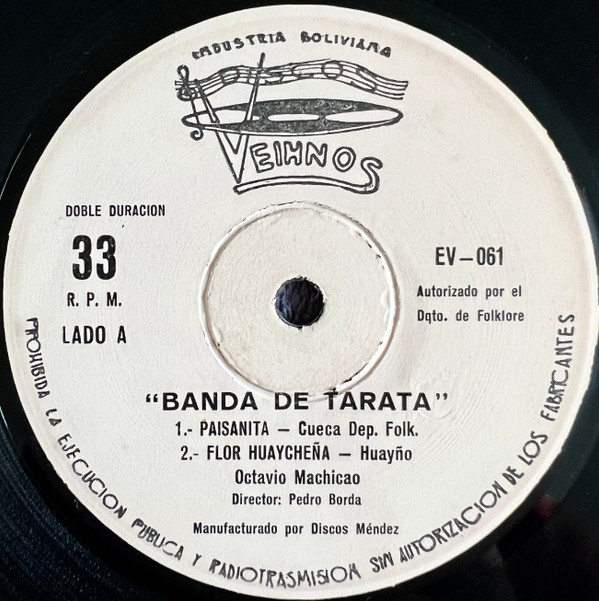 INDUSTRIA BOLIVIANA
DISCOS
VEIHNOS
DOBLE DURACION
33
R. P. M.
LADO A
EV-061
Autorizado por el
Dqto. de Folklore
"BANDA DE TARATA"
1.- PAISANITA - Cueca Dep. Folk.
2.- FLOR HUAYCHEÑA - Huayño
Octavio Machicao
Director: Pedro Borda
Manufacturado por Discos Méndez
PROHIBIDA LA EJECUCION PUBLICA Y RADIOTRASMISION SIN AUTORIZACION DE LOS FABRICANTES